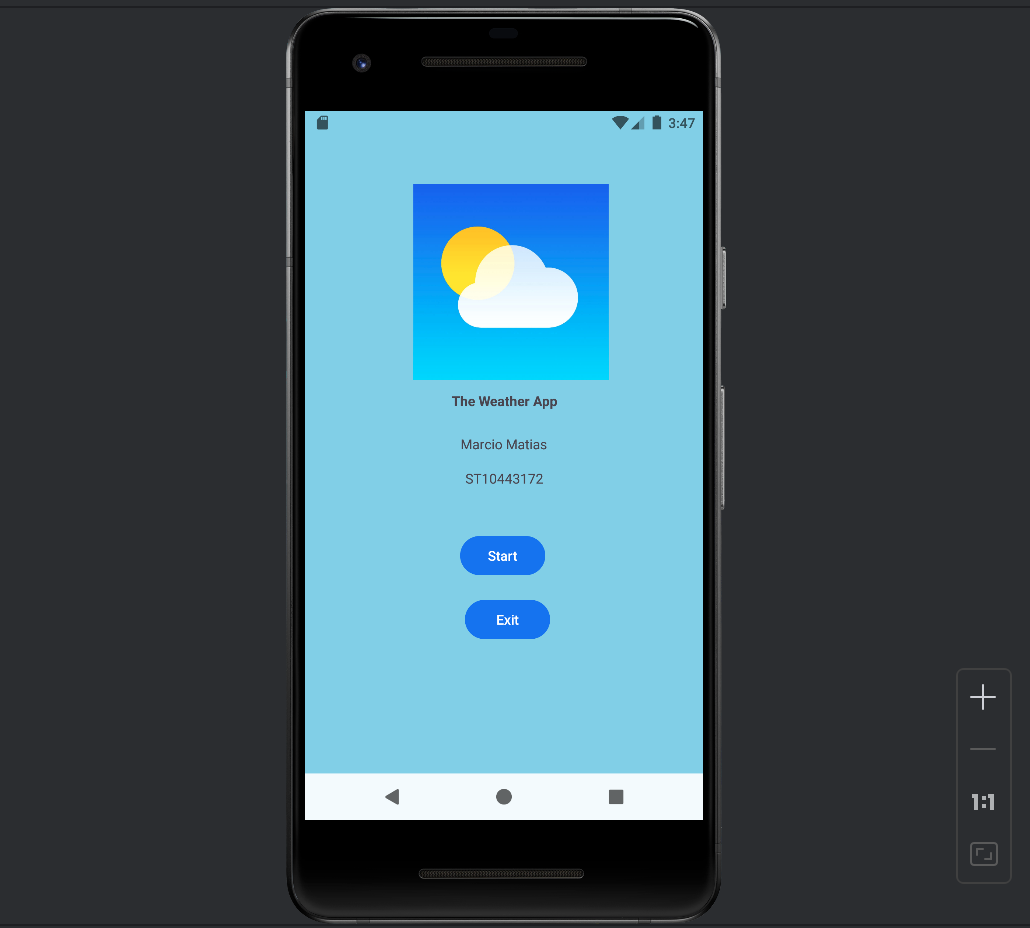 3:47
The Weather App
Marcio Matias
ST10443172
Start
Exit
1:1